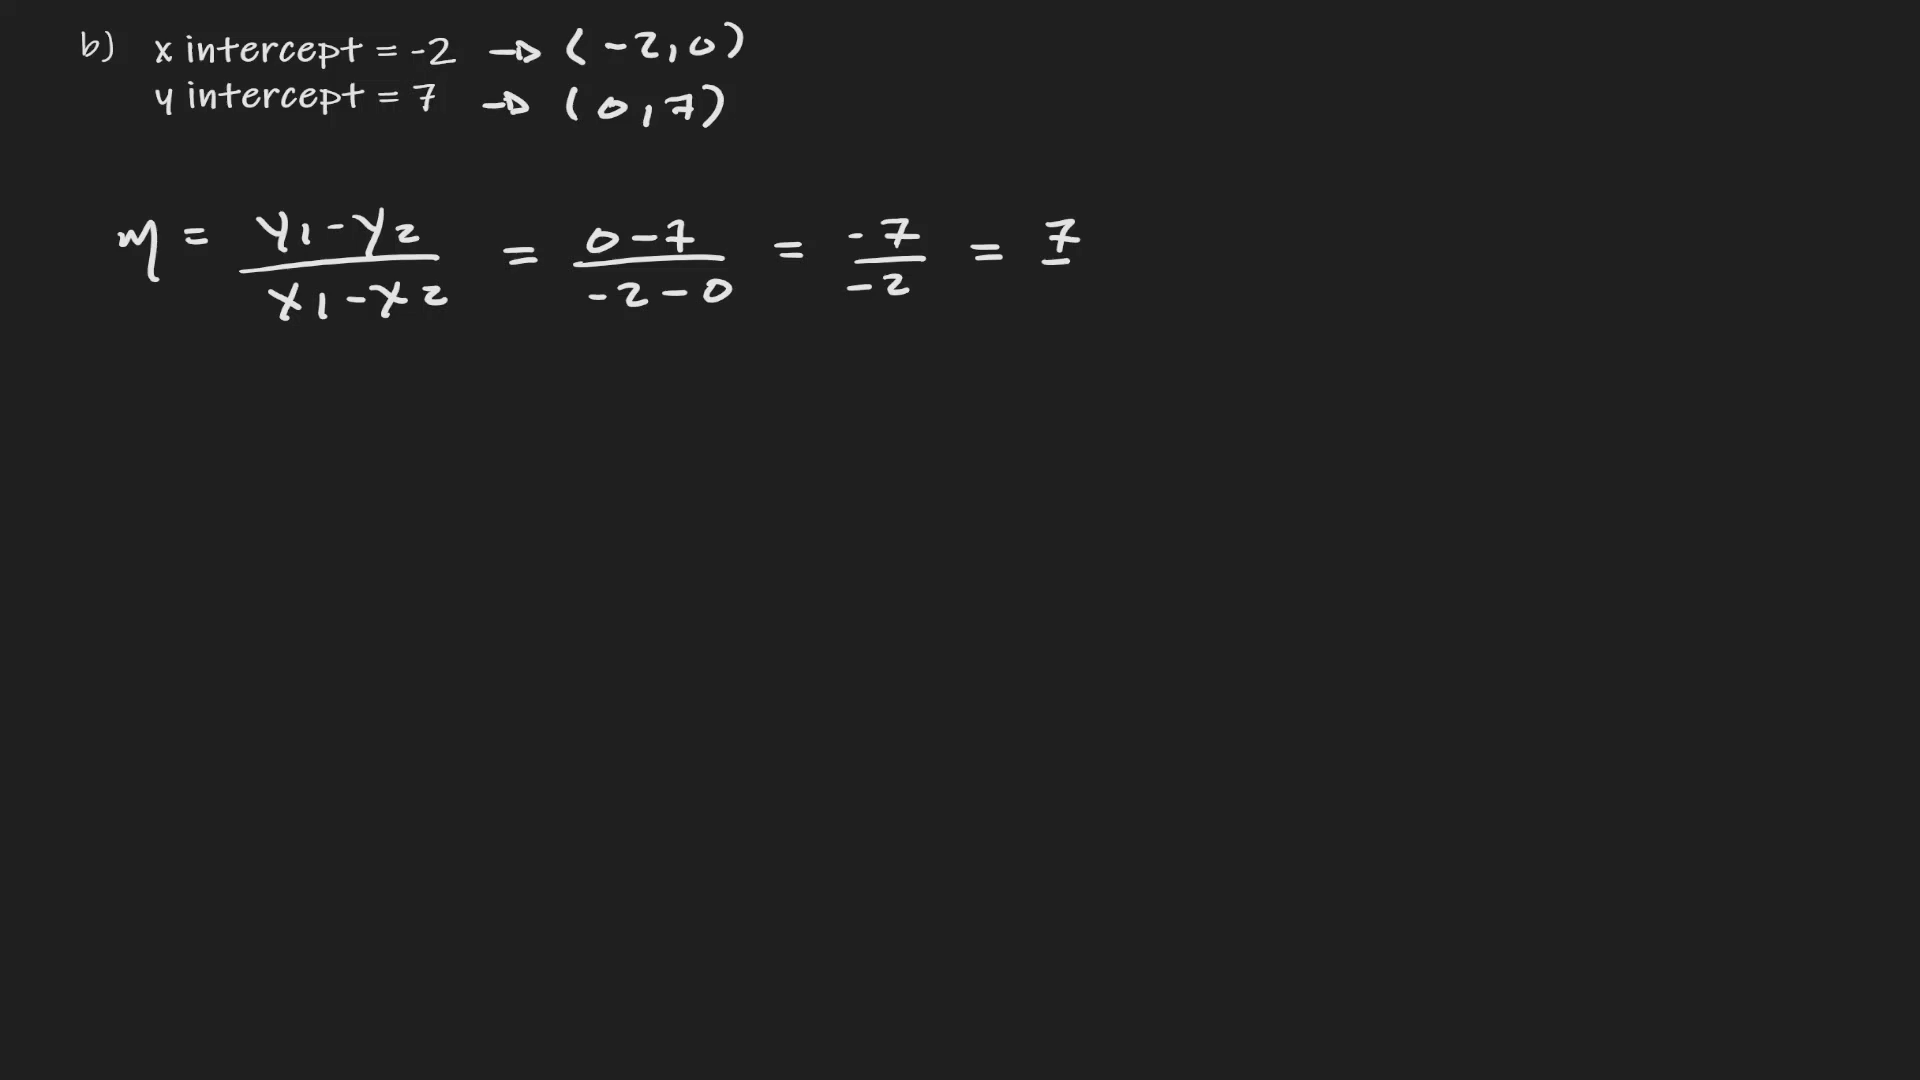 b) x intercept = -2 → (-2,0)
y intercept = 7 → (0,7)
m = y1-y2 / x1-x2 = 0-7 / -2-0 = -7 / -2 = 7